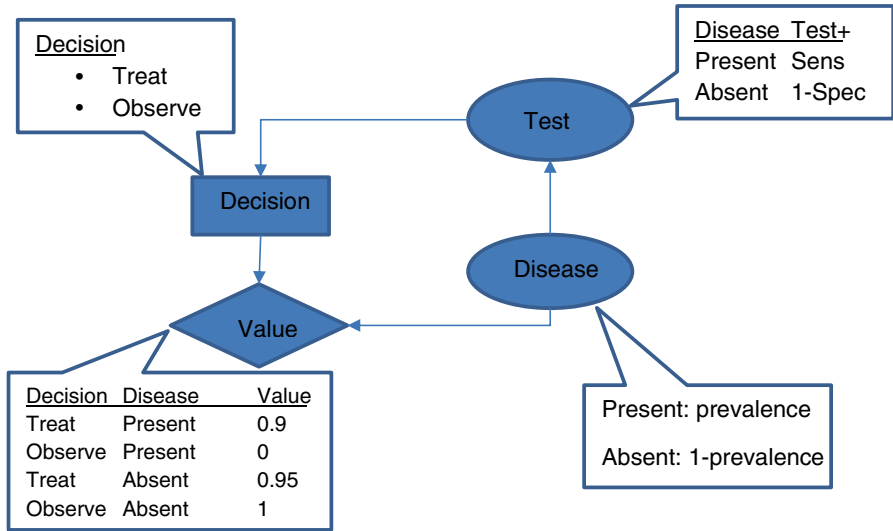 Decision
• Treat
• Observe
Disease Test+
Present Sens
Absent 1-Spec
Test
Decision
Disease
Value
Decision Disease Value
Treat Present 0.9
Observe Present 0
Treat Absent 0.95
Observe Absent 1
Present: prevalence
Absent: 1-prevalence